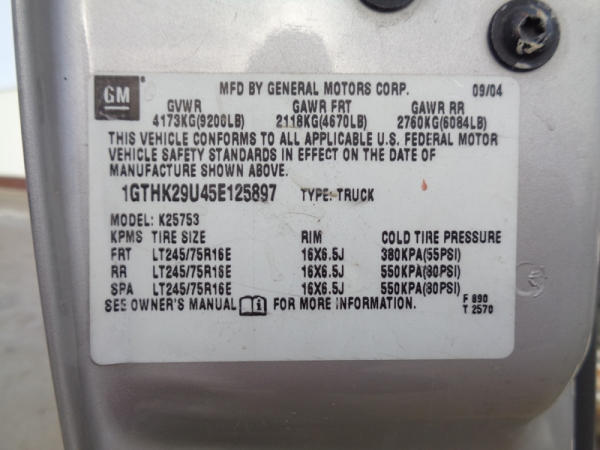 GM
MFD BY GENERAL MOTORS CORP. 09/04
GVWR GAWR FRT GAWR RR
4173KG(9200LB) 2118KG(4670LB) 2760KG(6084LB)
THIS VEHICLE CONFORMS TO ALL APPLICABLE U.S. FEDERAL MOTOR
VEHICLE SAFETY STANDARDS IN EFFECT ON THE DATE OF
MANUFACTURE SHOWN ABOVE.
1GTHK29U45E125897 TYPE: TRUCK
MODEL: K25753
KPMS TIRE SIZE RIM COLD TIRE PRESSURE
FRT LT245/75R16E 16X6.5J 380KPA(55PSI)
RR LT245/75R16E 16X6.5J 550KPA(80PSI)
SPA LT245/75R16E 16X6.5J 550KPA(80PSI)
SEE OWNER'S MANUAL FOR MORE INFORMATION.
F 890
T 2570